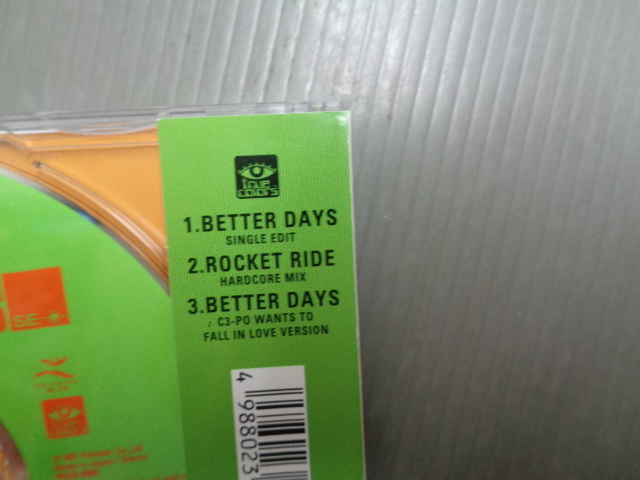 true
colors
1.BETTER DAYS
SINGLE EDIT
2.ROCKET RIDE
HARDCORE MIX
3.BETTER DAYS
C3-PO WANTS TO
FALL IN LOVE VERSION
4 988023
SE